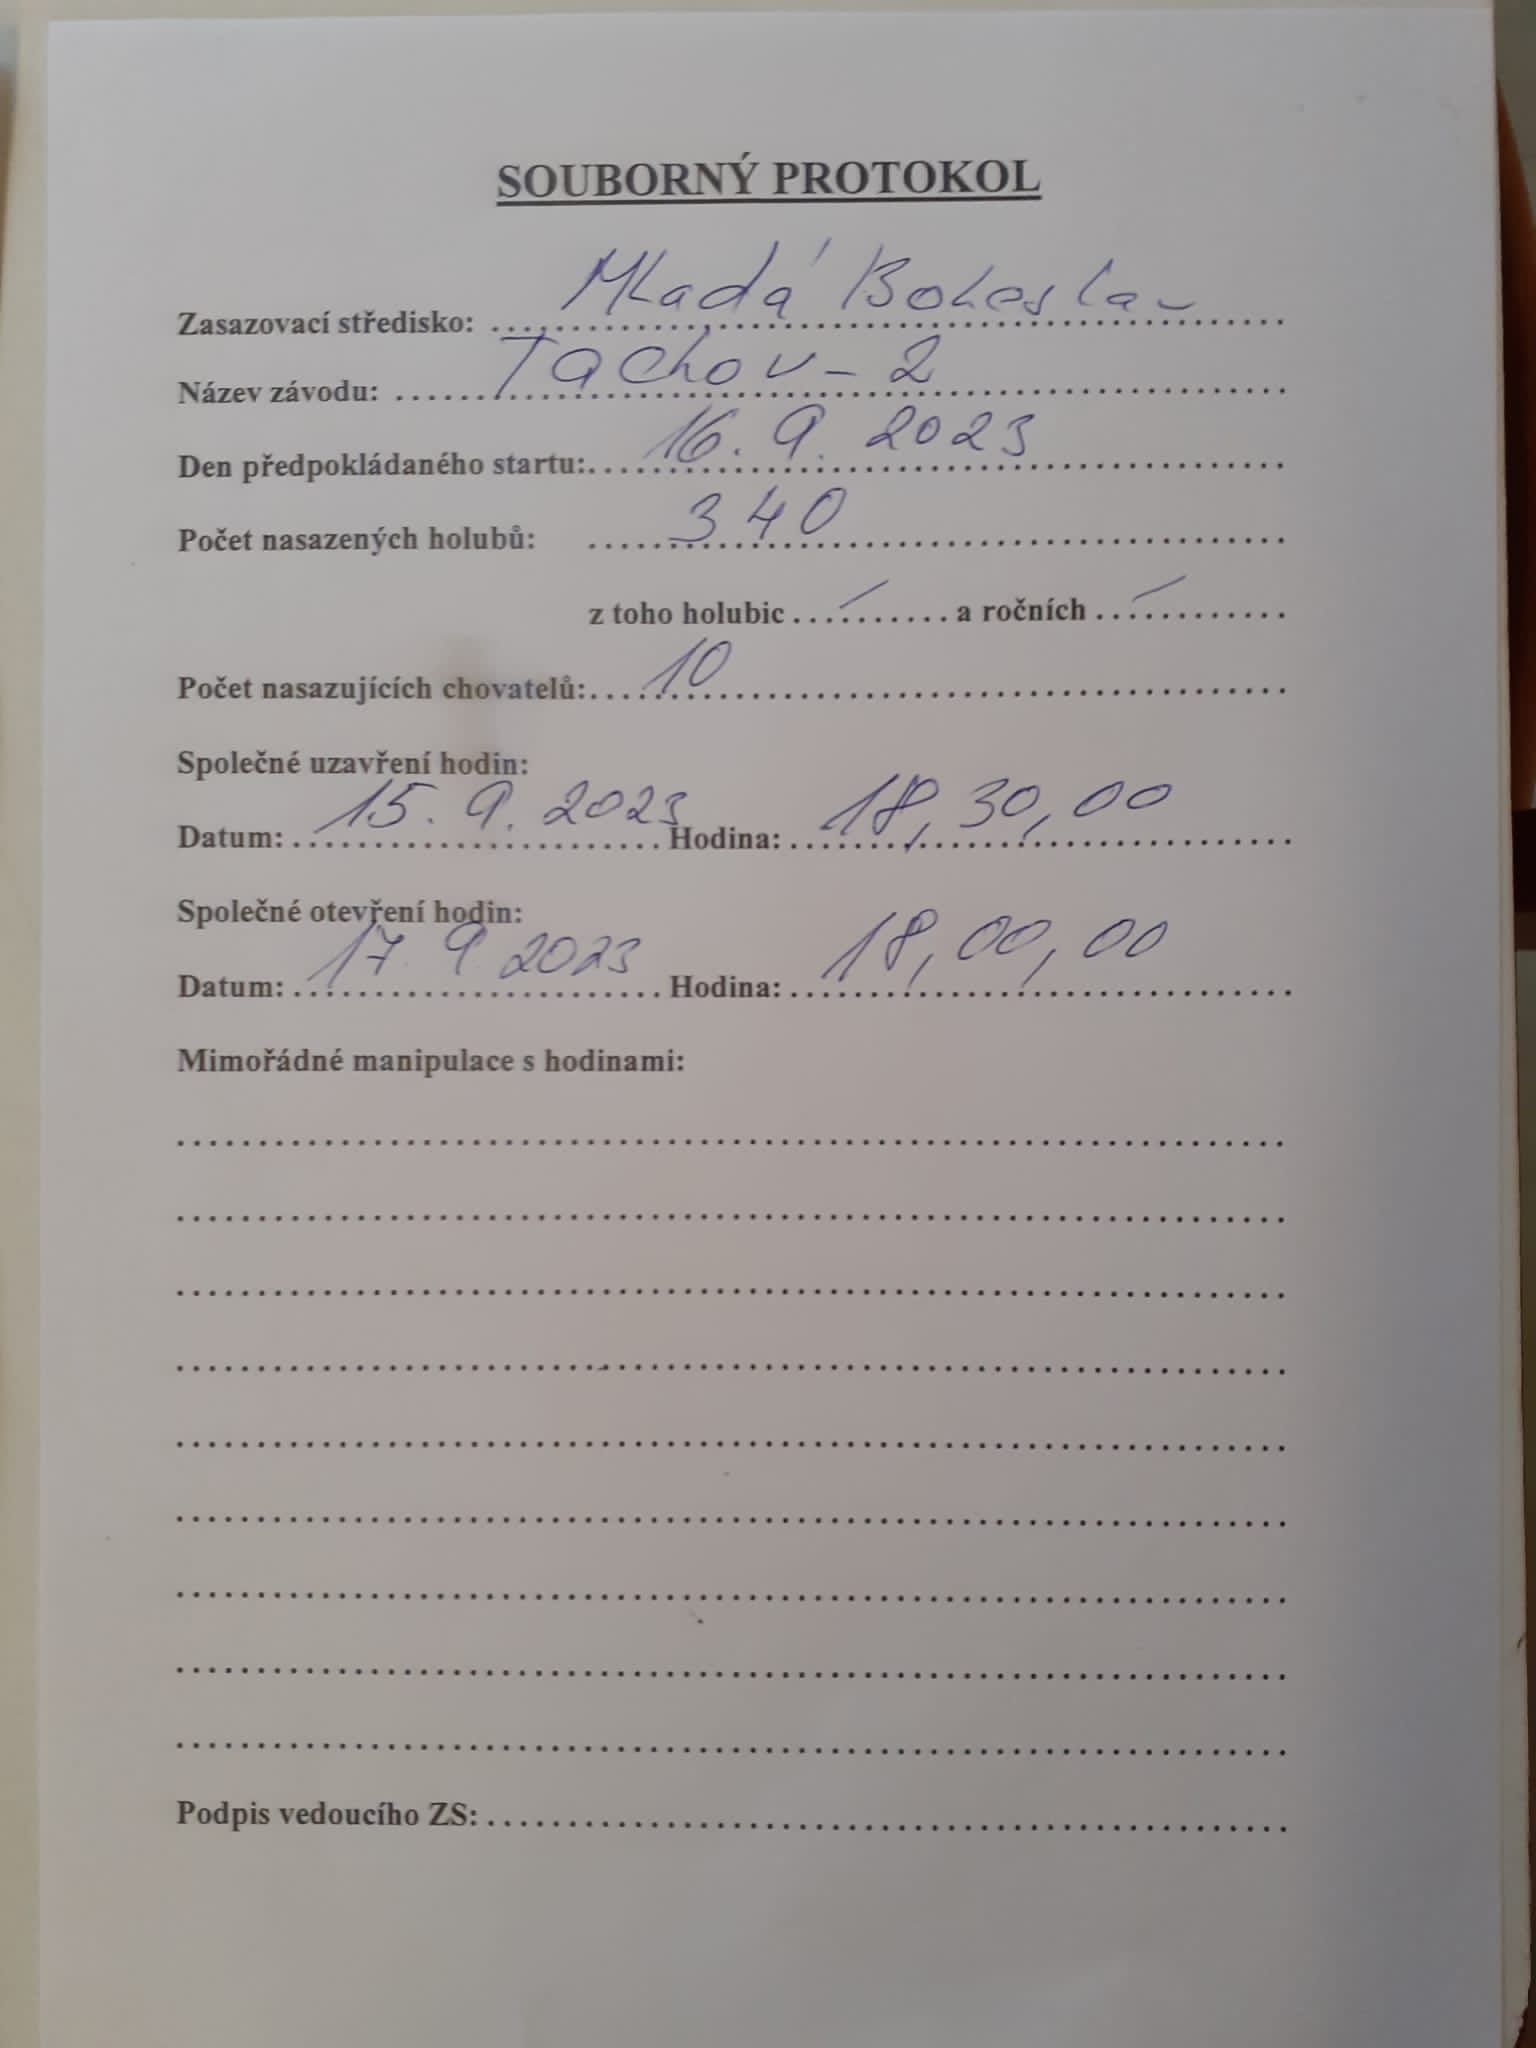 SOUBORNÝ PROTOKOL
Zasazovací středisko: Mladá Boleslav
Název závodu: Tachov - 2
Den předpokládaného startu: 16. 9. 2023
Počet nasazených holubů: 340
z toho holubic / a ročních /
Počet nasazujících chovatelů: 10
Společné uzavření hodin:
Datum: 15. 9. 2023 Hodina: 18,30,00
Společné otevření hodin:
Datum: 17. 9. 2023 Hodina: 18,00,00
Mimořádné manipulace s hodinami:
Podpis vedoucího ZS: